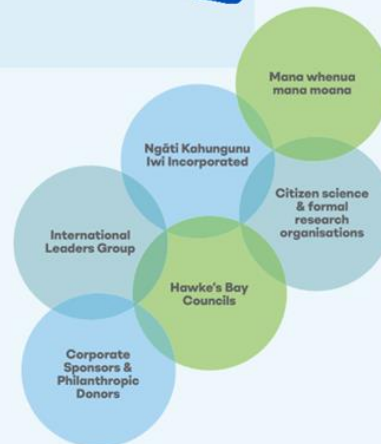 Mana whenua
mana moana
Ngāti Kahungunu
Iwi Incorporated
Citizen science
& formal
research
organisations
International
Leaders Group
Hawke's Bay
Councils
Corporate
Sponsors &
Philanthropic
Donors